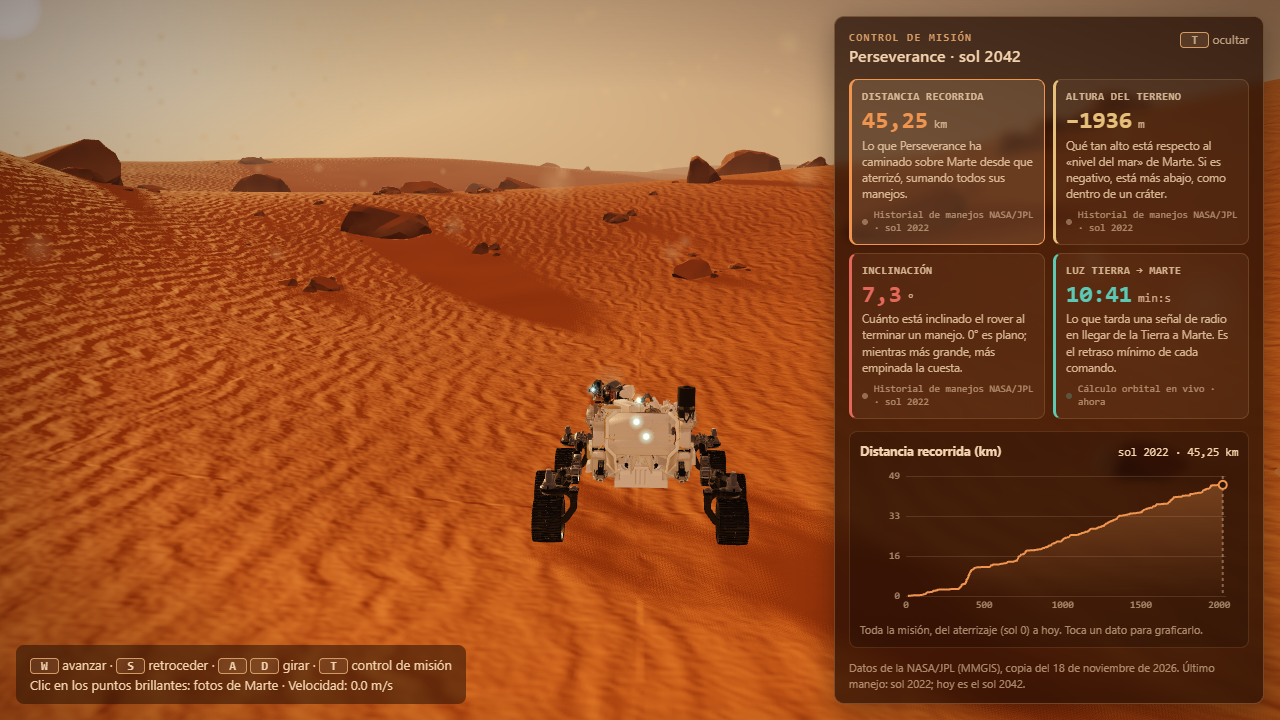 CONTROL DE MISIÓN
Perseverance · sol 2042
T ocultar
DISTANCIA RECORRIDA
45,25 km
Lo que Perseverance ha
caminado sobre Marte desde que
aterrizó, sumando todos sus
manejos.
Historial de manejos NASA/JPL
· sol 2022
ALTURA DEL TERRENO
−1936 m
Qué tan alto está respecto al
«nivel del mar» de Marte. Si es
negativo, está más abajo, como
dentro de un cráter.
Historial de manejos NASA/JPL
· sol 2022
INCLINACIÓN
7,3 °
Cuánto está inclinado el rover al
terminar un manejo. 0° es plano;
mientras más grande, más
empinada la cuesta.
Historial de manejos NASA/JPL
· sol 2022
LUZ TIERRA → MARTE
10:41 min:s
Lo que tarda una señal de radio
en llegar de la Tierra a Marte. Es
el retraso mínimo de cada
comando.
Cálculo orbital en vivo ·
ahora
Distancia recorrida (km)
sol 2022 · 45,25 km
49
33
16
0
0 500 1000 1500 2000
Toda la misión, del aterrizaje (sol 0) a hoy. Toca un dato para graficarlo.
Datos de la NASA/JPL (MMGIS), copia del 18 de noviembre de 2026. Último
manejo: sol 2022; hoy es el sol 2042.
W avanzar · S retroceder · A D girar · T control de misión
Clic en los puntos brillantes: fotos de Marte · Velocidad: 0.0 m/s